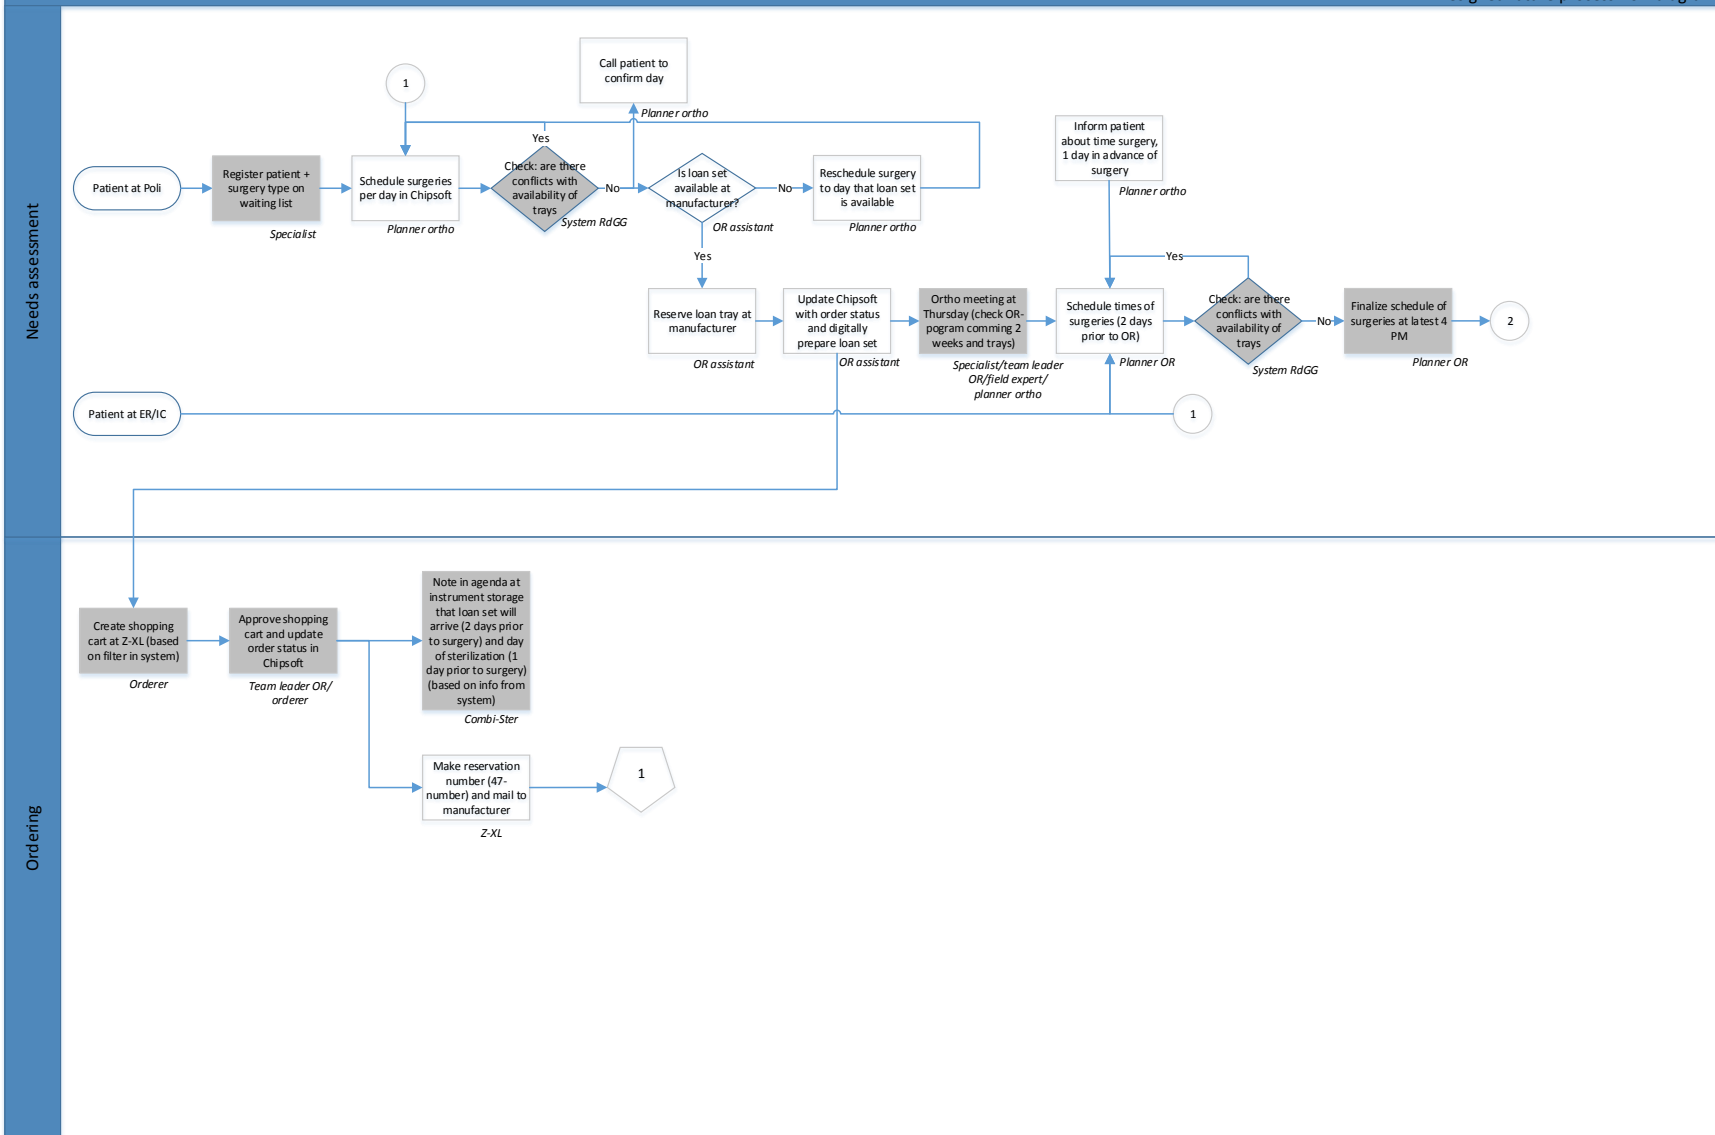 Needs assessment
Call patient to
confirm day
Planner ortho
1
Yes
Inform patient
about time surgery,
1 day in advance of
surgery
Planner ortho
Patient at Poli
Register patient +
surgery type on
waiting list
Specialist
Schedule surgeries
per day in Chipsoft
Planner ortho
Check: are there
conflicts with
availability of
trays
System RdGG
No
Is loan set
available at
manufacturer?
OR assistant
No
Reschedule surgery
to day that loan set
is available
Planner ortho
Yes
Yes
Reserve loan tray at
manufacturer
OR assistant
Update Chipsoft
with order status
and digitally
prepare loan set
OR assistant
Ortho meeting at
Thursday (check OR-
pogram comming 2
weeks and trays)
Specialist/team leader
OR/field expert/
planner ortho
Schedule times of
surgeries (2 days
prior to OR)
Planner OR
Check: are there
conflicts with
availability of
trays
System RdGG
No
Finalize schedule of
surgeries at latest 4
PM
Planner OR
2
Patient at ER/IC
1
Ordering
Create shopping
cart at Z-XL (based
on filter in system)
Orderer
Approve shopping
cart and update
order status in
Chipsoft
Team leader OR/
orderer
Note in agenda at
instrument storage
that loan set will
arrive (2 days prior
to surgery) and day
of sterilization (1
day prior to surgery)
(based on info from
system)
Combi-Ster
Make reservation
number (47-
number) and mail to
manufacturer
Z-XL
1